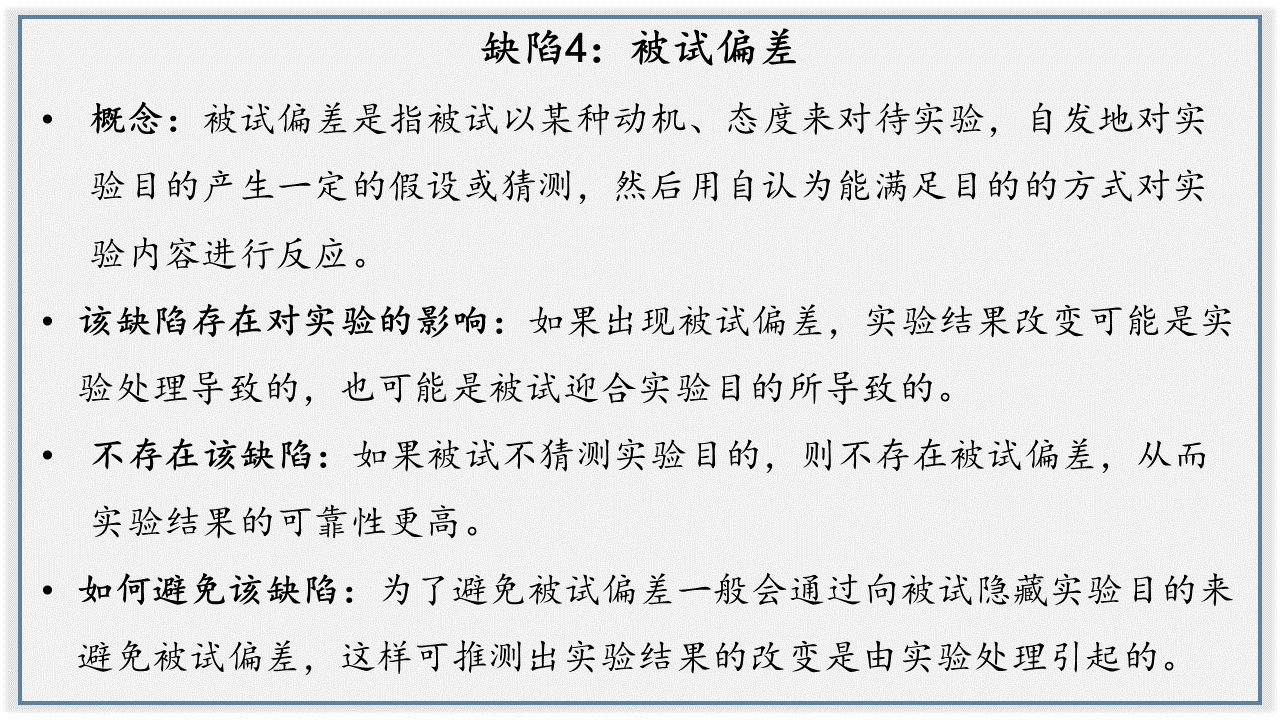 缺陷4：被试偏差
• 概念：被试偏差是指被试以某种动机、态度来对待实验，自发地对实
验目的产生一定的假设或猜测，然后用自认为能满足目的的方式对实
验内容进行反应。
• 该缺陷存在对实验的影响：如果出现被试偏差，实验结果改变可能是实
验处理导致的，也可能是被试迎合实验目的所导致的。
• 不存在该缺陷：如果被试不猜测实验目的，则不存在被试偏差，从而
实验结果的可靠性更高。
• 如何避免该缺陷：为了避免被试偏差一般会通过向被试隐藏实验目的来
避免被试偏差，这样可推测出实验结果的改变是由实验处理引起的。